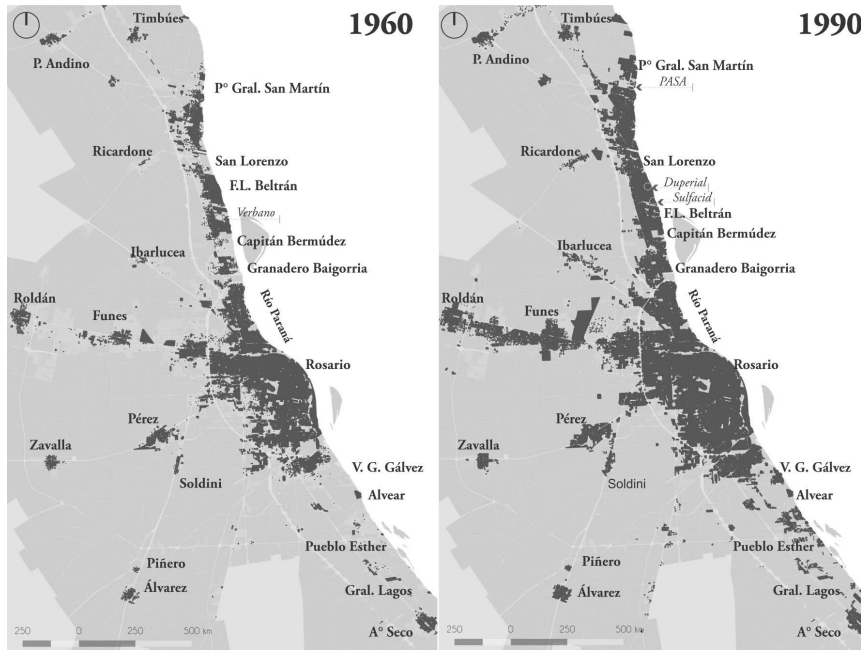 1960
Timbúes
P. Andino
P° Gral. San Martín
Ricardone
San Lorenzo
F.L. Beltrán
Verbano
Capitán Bermúdez
Ibarlucea
Granadero Baigorria
Roldán
Funes
Río Paraná
Rosario
Pérez
Zavalla
Soldini
V. G. Gálvez
Alvear
Pueblo Esther
Piñero
Álvarez
Gral. Lagos
A° Seco
250 0 250 500 km
1990
Timbúes
P. Andino
P° Gral. San Martín
PASA
Ricardone
San Lorenzo
Duperial
Sulfacid
F.L. Beltrán
Capitán Bermúdez
Ibarlucea
Granadero Baigorria
Roldán
Funes
Río Paraná
Rosario
Pérez
Zavalla
Soldini
V. G. Gálvez
Alvear
Pueblo Esther
Piñero
Álvarez
Gral. Lagos
A° Seco
250 0 250 500 km